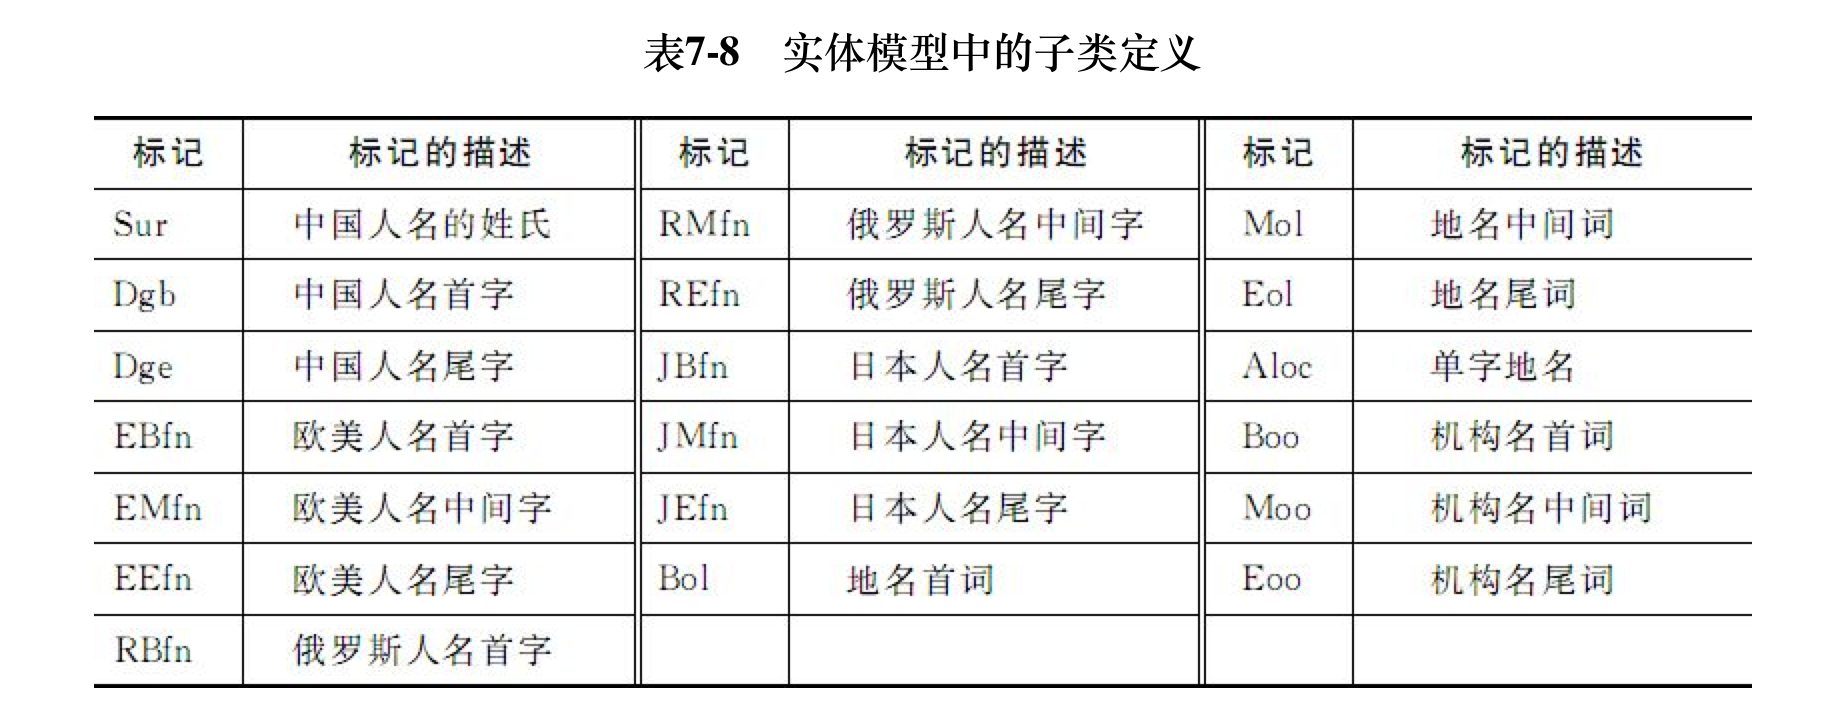 表7-8 实体模型中的子类定义
标记 标记的描述 标记 标记的描述 标记 标记的描述
Sur 中国人名的姓氏 RMfn 俄罗斯人名中间字 Mol 地名中间词
Dgb 中国人名首字 REfn 俄罗斯人名尾字 Eol 地名尾词
Dge 中国人名尾字 JBfn 日本人名首字 Aloc 单字地名
EBfn 欧美人名首字 JMfn 日本人名中间字 Boo 机构名首词
EMfn 欧美人名中间字 JEfn 日本人名尾字 Moo 机构名中间词
EEfn 欧美人名尾字 Bol 地名首词 Eoo 机构名尾词
RBfn 俄罗斯人名首字